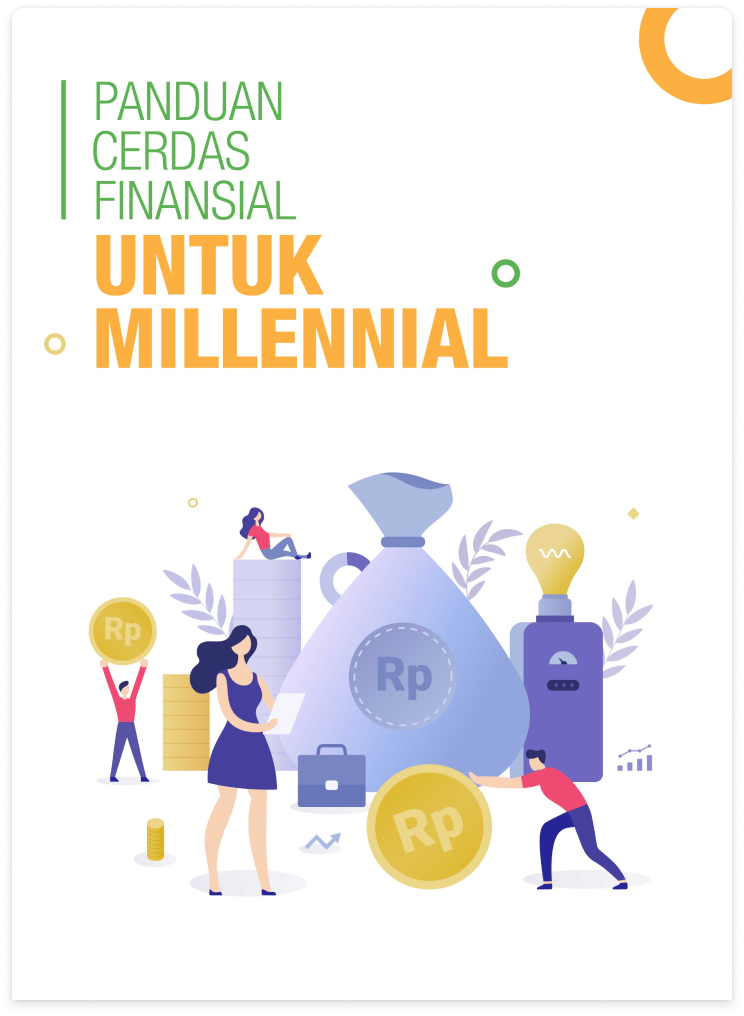 PANDUAN
CERDAS
FINANSIAL
UNTUK
MILLENNIAL
Rp
Rp
Rp